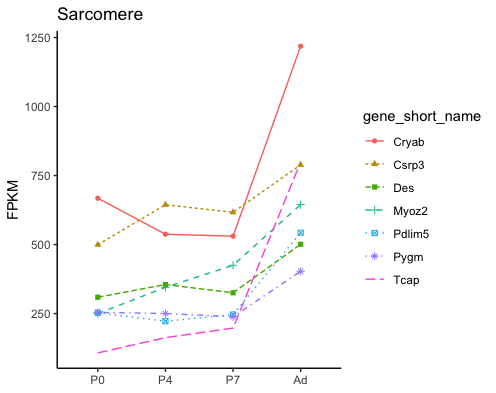 Sarcomere
FPKM
1250
1000
750
500
250
P0 P4 P7 Ad
gene_short_name
Cryab
Csrp3
Des
Myoz2
Pdlim5
Pygm
Tcap